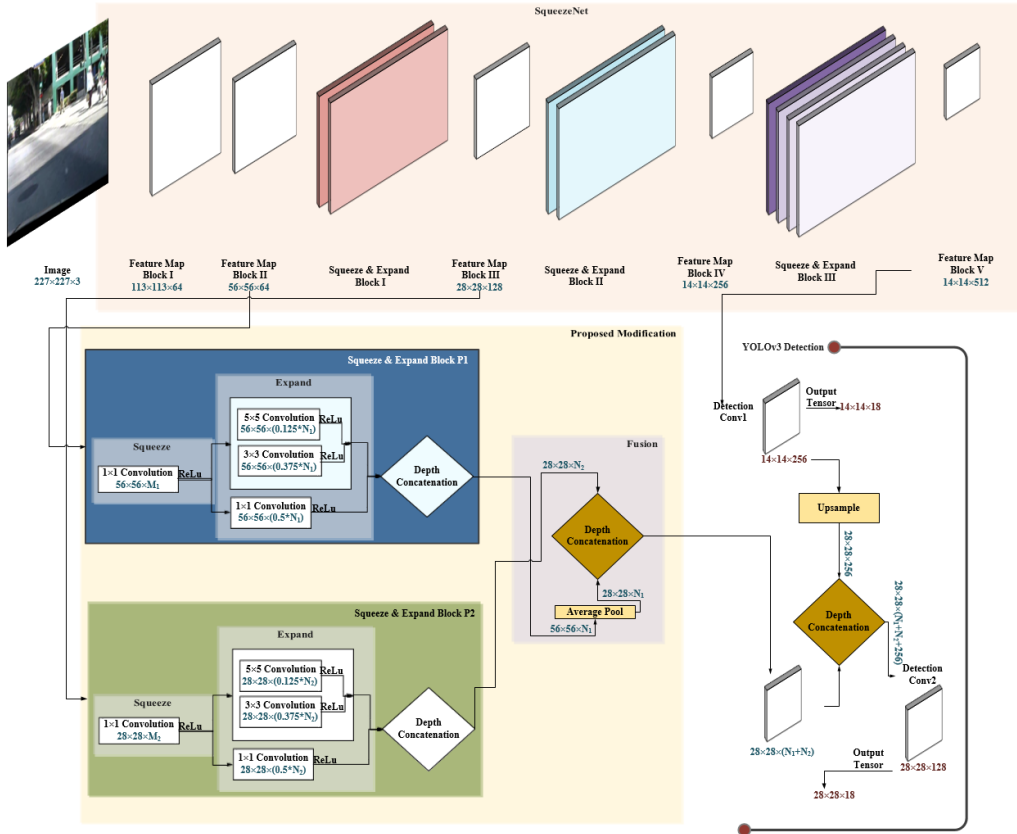 SqueezeNet
Image
227×227×3
Feature Map
Block I
113×113×64
Feature Map
Block II
56×56×64
Squeeze & Expand
Block I
Feature Map
Block III
28×28×128
Squeeze & Expand
Block II
Feature Map
Block IV
14×14×256
Squeeze & Expand
Block III
Feature Map
Block V
14×14×512
Proposed Modification
Squeeze & Expand Block P1
Expand
Squeeze
1×1 Convolution
56×56×M₁
ReLu
5×5 Convolution
56×56×(0.125*N₁)
ReLu
3×3 Convolution
56×56×(0.375*N₁)
ReLu
1×1 Convolution
56×56×(0.5*N₁)
ReLu
Depth
Concatenation
Squeeze & Expand Block P2
Expand
Squeeze
1×1 Convolution
28×28×M₂
ReLu
5×5 Convolution
28×28×(0.125*N₂)
ReLu
3×3 Convolution
28×28×(0.375*N₂)
ReLu
1×1 Convolution
28×28×(0.5*N₂)
ReLu
Depth
Concatenation
Fusion
28×28×N₂
Depth
Concatenation
28×28×N₁
Average Pool
56×56×N₁
YOLOv3 Detection
Detection
Conv1
Output
Tensor
14×14×18
14×14×256
Upsample
28×28×256
Depth
Concatenation
28×28×(N₁+N₂+256)
Detection
Conv2
28×28×(N₁+N₂)
28×28×128
Output
Tensor
28×28×18